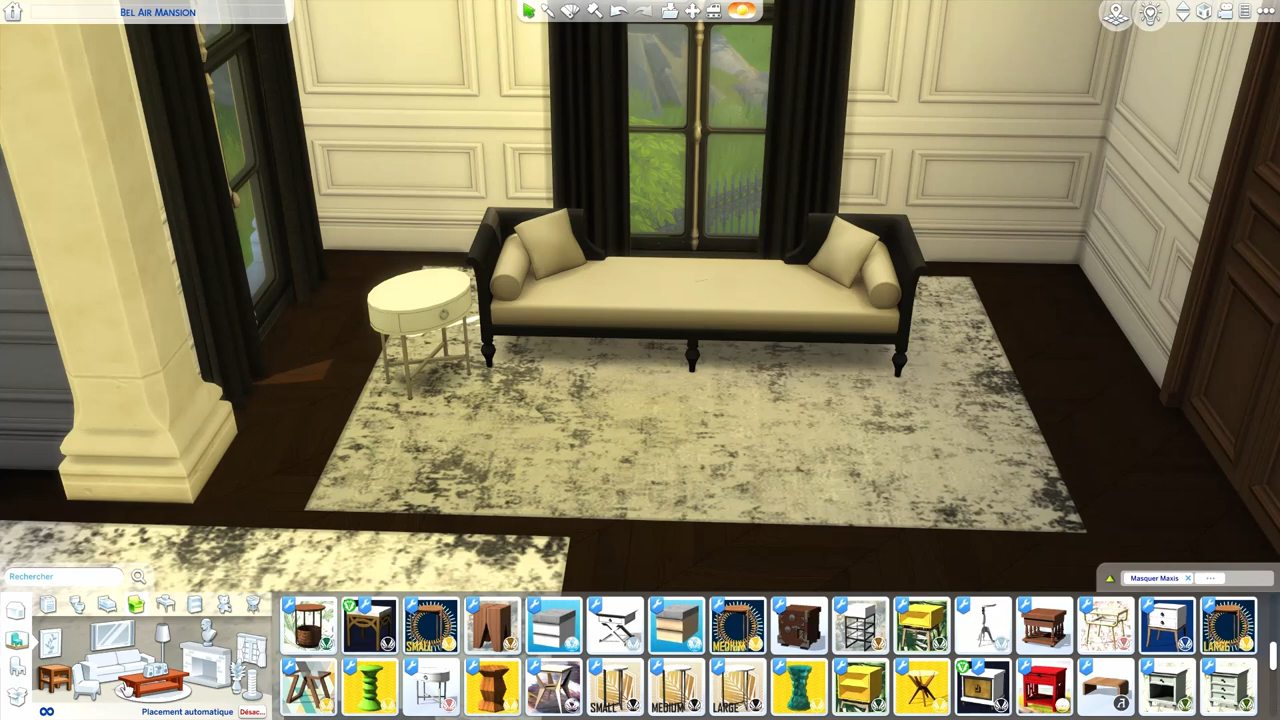 Bel Air Mansion
Rechercher
Masquer Maxis
SMALL
MEDIUM
LARGE
SMALL
MEDIUM
LARGE
Placement automatique
Désac...